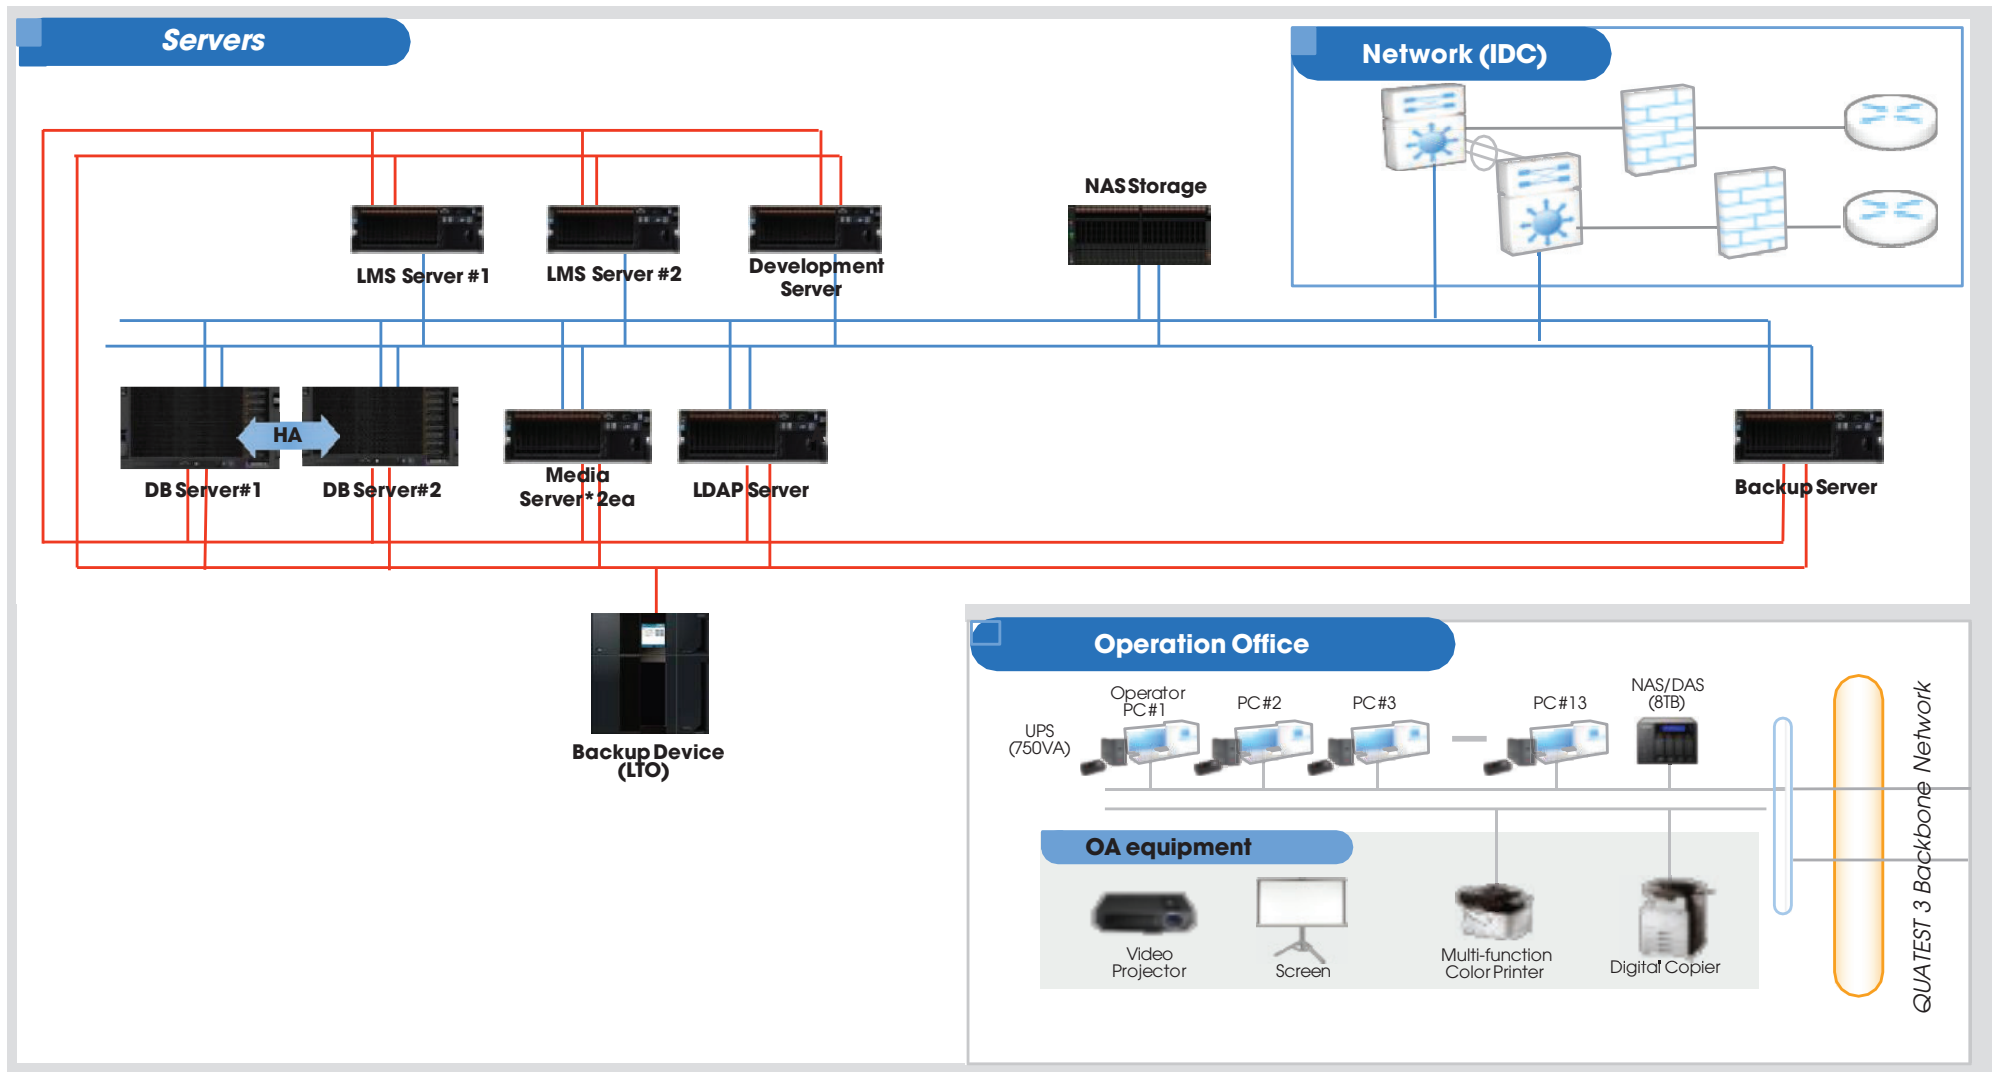 Servers
Network (IDC)
NAS Storage
LMS Server #1
LMS Server #2
Development
Server
HA
DB Server#1
DB Server#2
Media
Server* 2ea
LDAP Server
Backup Server
Backup Device
(LTO)
Operation Office
UPS
(750VA)
Operator
PC#1
PC#2
PC#3
PC#13
NAS/DAS
(8TB)
OA equipment
Video
Projector
Screen
Multi-function
Color Printer
Digital Copier
QUATEST 3 Backbone Network